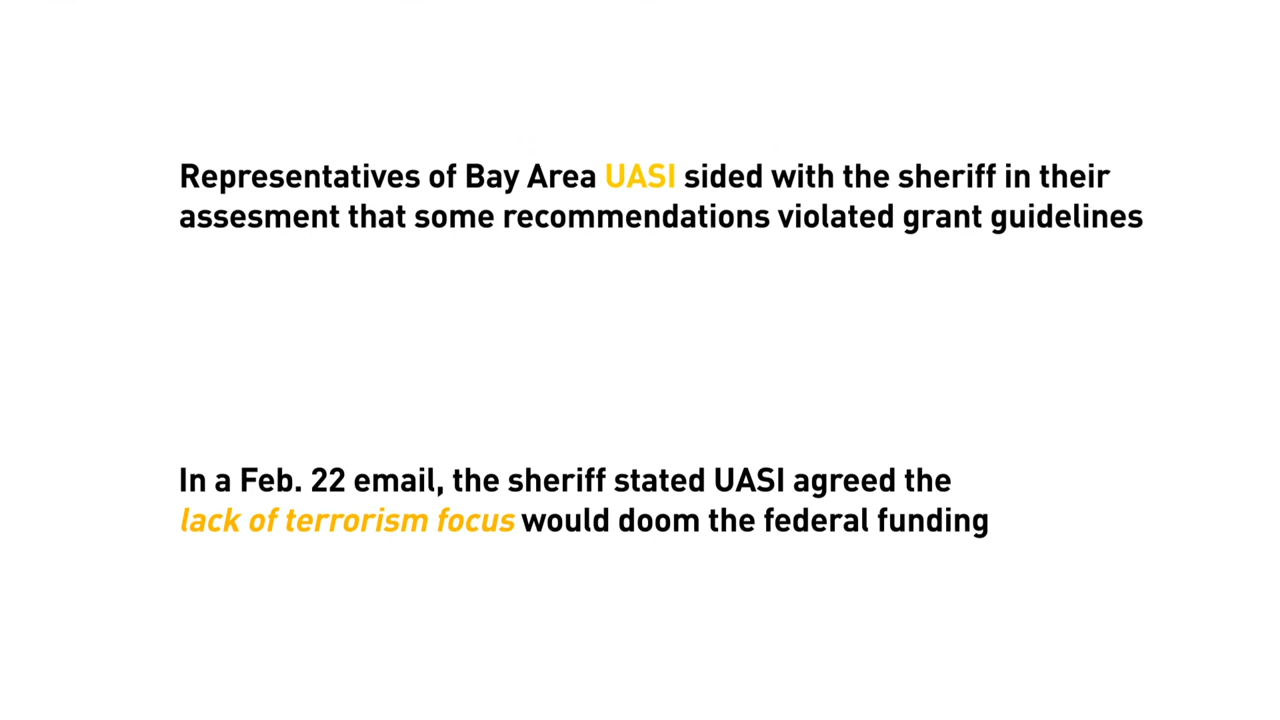 Representatives of Bay Area UASI sided with the sheriff in their
assesment that some recommendations violated grant guidelines
In a Feb. 22 email, the sheriff stated UASI agreed the
lack of terrorism focus would doom the federal funding